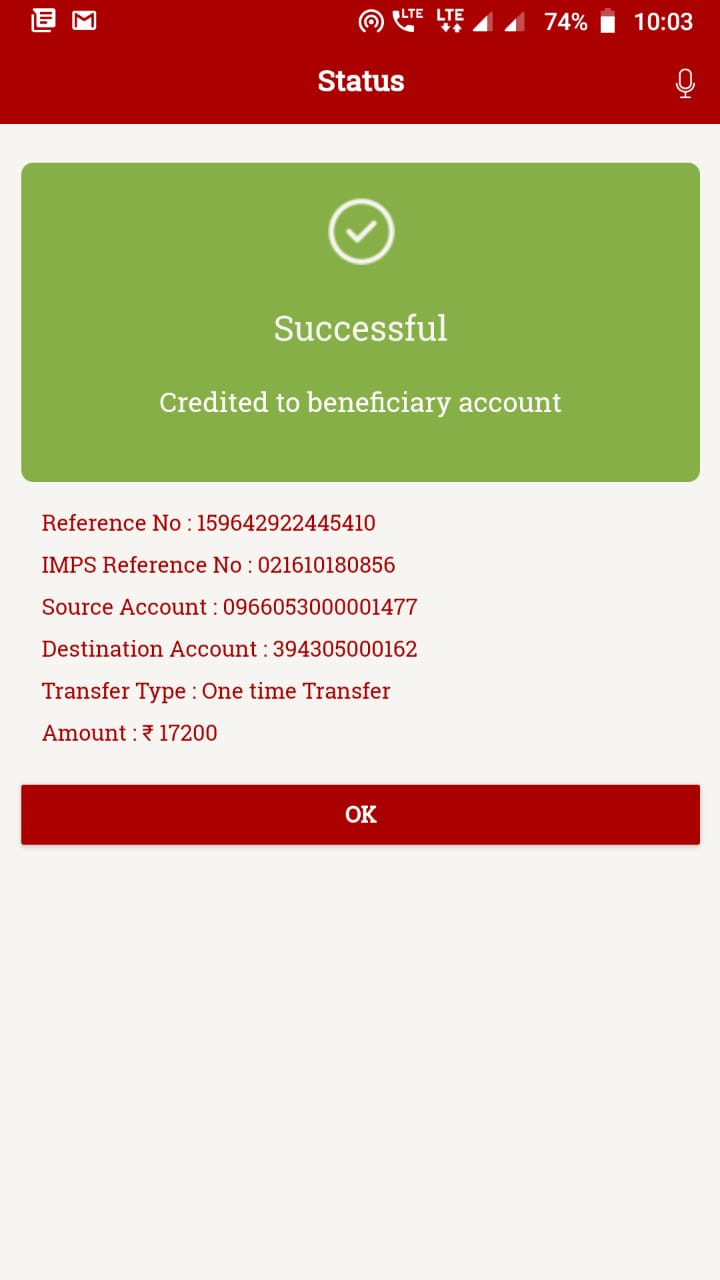 LTE LTE 74% 10:03
Status
Successful
Credited to beneficiary account
Reference No : 159642922445410
IMPS Reference No : 021610180856
Source Account : 0966053000001477
Destination Account : 394305000162
Transfer Type : One time Transfer
Amount : ₹ 17200
OK